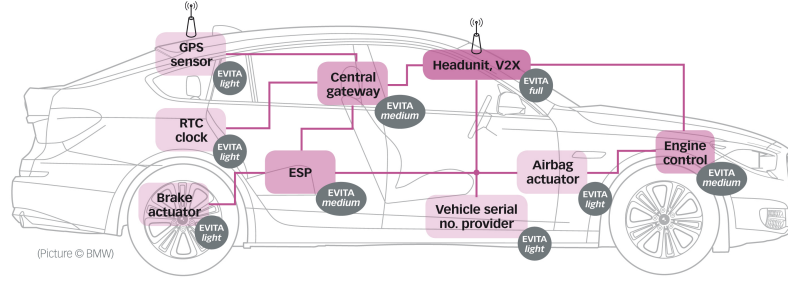 GPS
sensor
EVITA
light
Central
gateway
EVITA
medium
Headunit, V2X
EVITA
full
RTC
clock
EVITA
light
ESP
EVITA
medium
Airbag
actuator
EVITA
light
Engine
control
EVITA
medium
Brake
actuator
EVITA
light
Vehicle serial
no. provider
EVITA
light
(Picture © BMW)